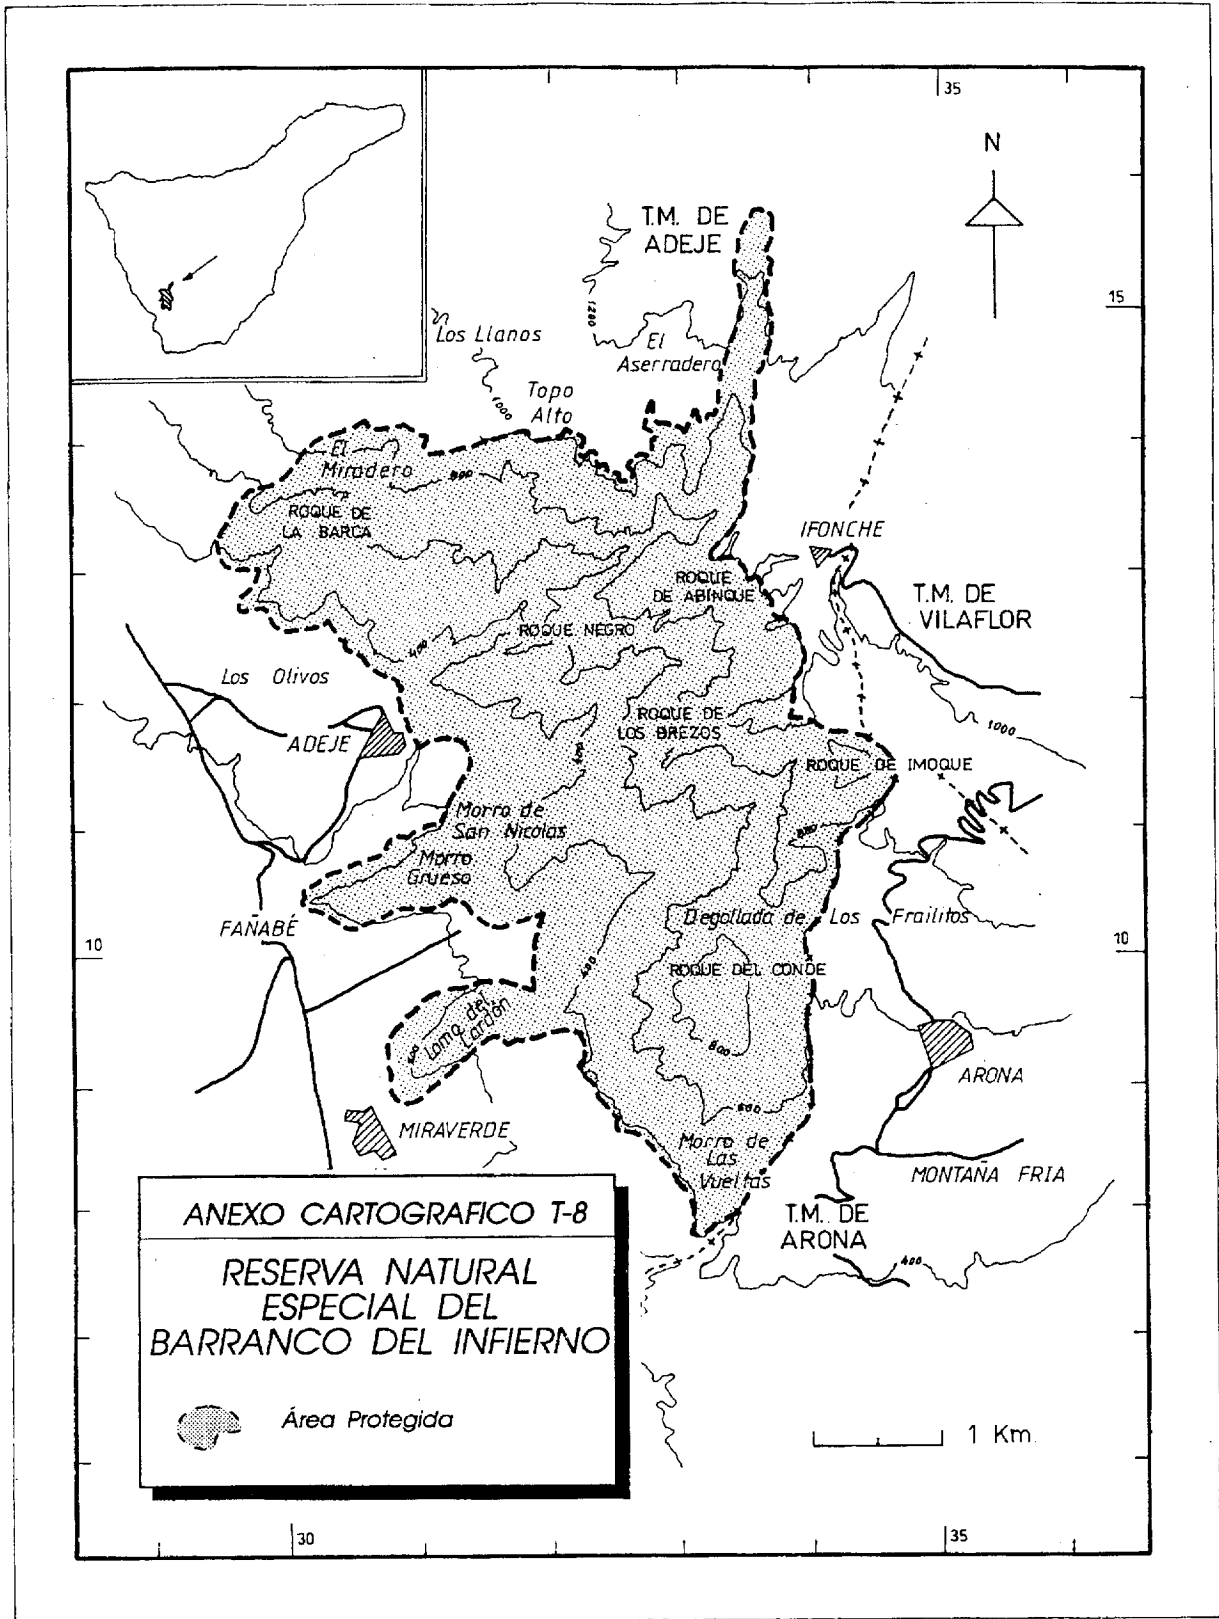 35
N
T.M. DE
ADEJE
15
1200
Los Llanos
El
Aserradero
1000
Topo
Alto
El
Miradero
800
ROQUE DE
LA BARCA
IFONCHE
ROQUE
DE ABINQUE
T.M. DE
VILAFLOR
ROQUE NEGRO
400
Los Olivos
ROQUE DE
LOS BREZOS
ADEJE
1000
400
ROQUE DE IMOQUE
Morro de
San Nicolas
800
Morro
Grueso
Degollada de Los Frailitos
FAÑABÉ
10
10
ROQUE DEL CONDE
400
Loma del
Lardón
400
800
ARONA
600
MIRAVERDE
Morro de
Las
Vueltas
MONTAÑA FRIA
T.M. DE
ARONA
400
ANEXO CARTOGRAFICO T-8
RESERVA NATURAL
ESPECIAL DEL
BARRANCO DEL INFIERNO
Área Protegida
1 Km.
30
35